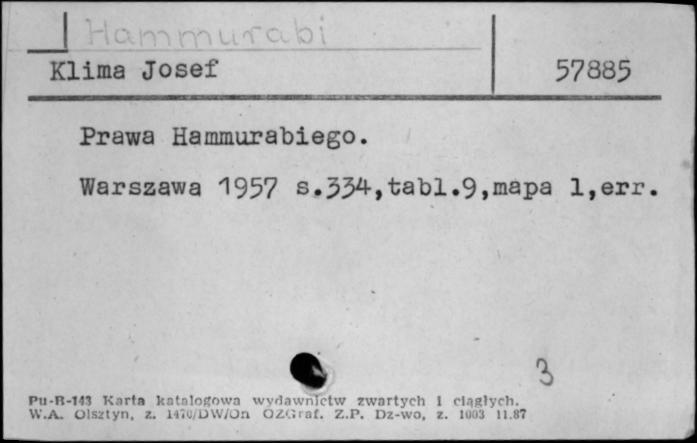 Hammurabi
Klima Josef 57885
Prawa Hammurabiego.
Warszawa 1957 s.334,tabl.9,mapa 1,err.
3
Pu-B-143 Karta katalogowa wydawnictw zwartych i ciągłych.
W.A. Olsztyn, z. 1470/DW/On OZGraf. Z.P. Dz-wo, z. 1003 11.87